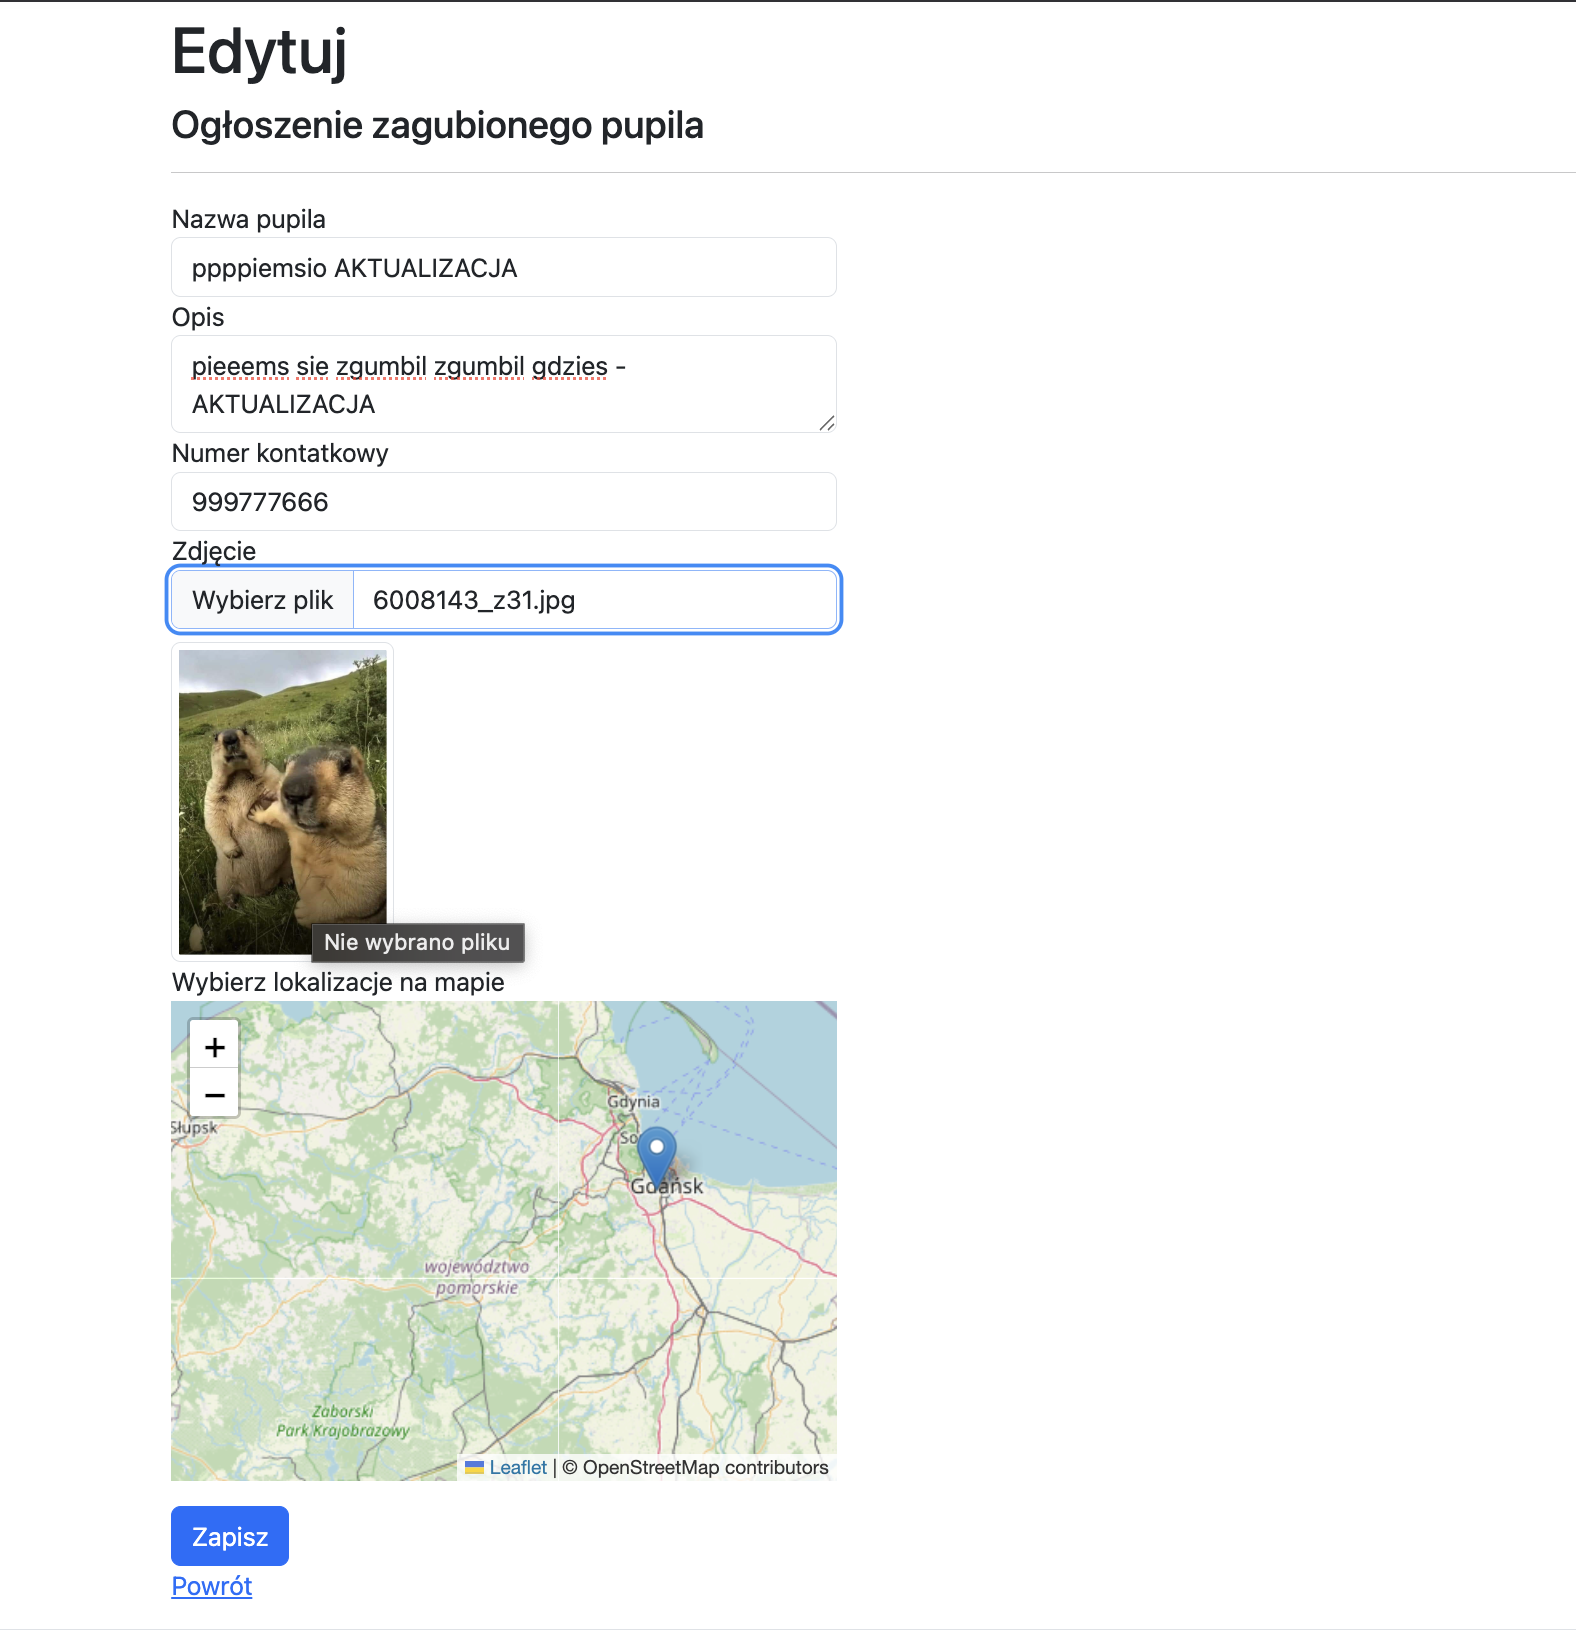 Edytuj
Ogłoszenie zagubionego pupila
Nazwa pupila
ppppiemsio AKTUALIZACJA
Opis
pieeems sie zgumbil zgumbil gdzies -
AKTUALIZACJA
Numer kontatkowy
999777666
Zdjęcie
Wybierz plik 6008143_z31.jpg
Nie wybrano pliku
Wybierz lokalizacje na mapie
+
−
Gdynia
Słupsk
So
Gdańsk
województwo
pomorskie
Zaborski
Park Krajobrazowy
Leaflet | © OpenStreetMap contributors
Zapisz
Powrót